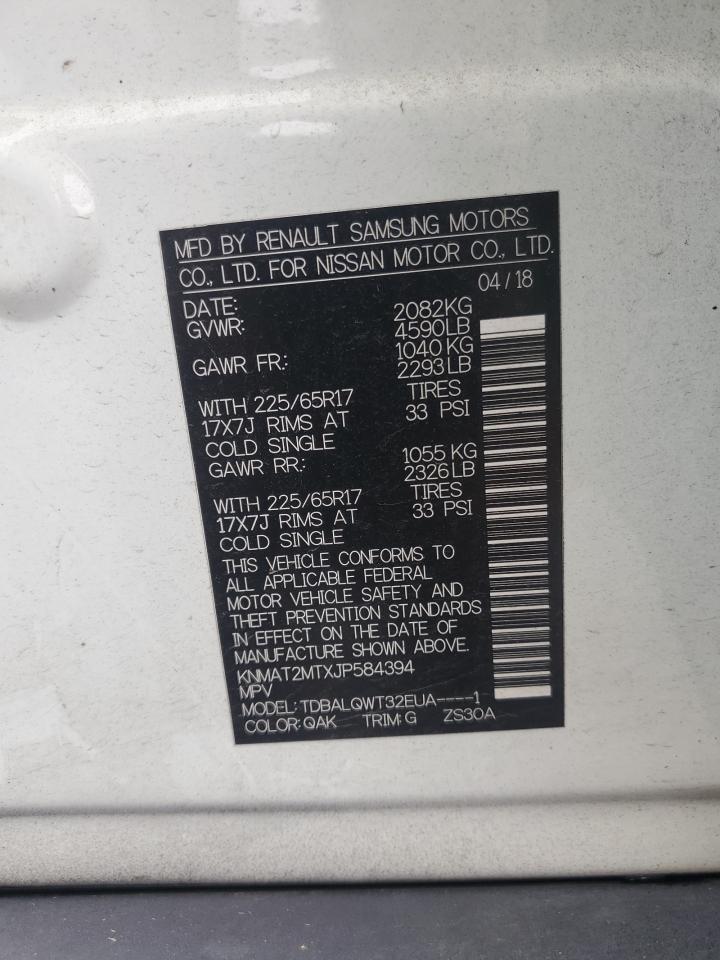 MFD BY RENAULT SAMSUNG MOTORS
CO., LTD. FOR NISSAN MOTOR CO., LTD.
DATE: 04/18
GVWR: 2082KG
4590LB
GAWR FR.: 1040 KG
2293 LB
WITH 225/65R17 TIRES
17X7J RIMS AT 33 PSI
COLD SINGLE
GAWR RR.: 1055 KG
2326 LB
WITH 225/65R17 TIRES
17X7J RIMS AT 33 PSI
COLD SINGLE
THIS VEHICLE CONFORMS TO
ALL APPLICABLE FEDERAL
MOTOR VEHICLE SAFETY AND
THEFT PREVENTION STANDARDS
IN EFFECT ON THE DATE OF
MANUFACTURE SHOWN ABOVE.
KNMAT2MTXJP584394
MPV
MODEL: TDBALQWT32EUA----1
COLOR: QAK TRIM: G ZS30A